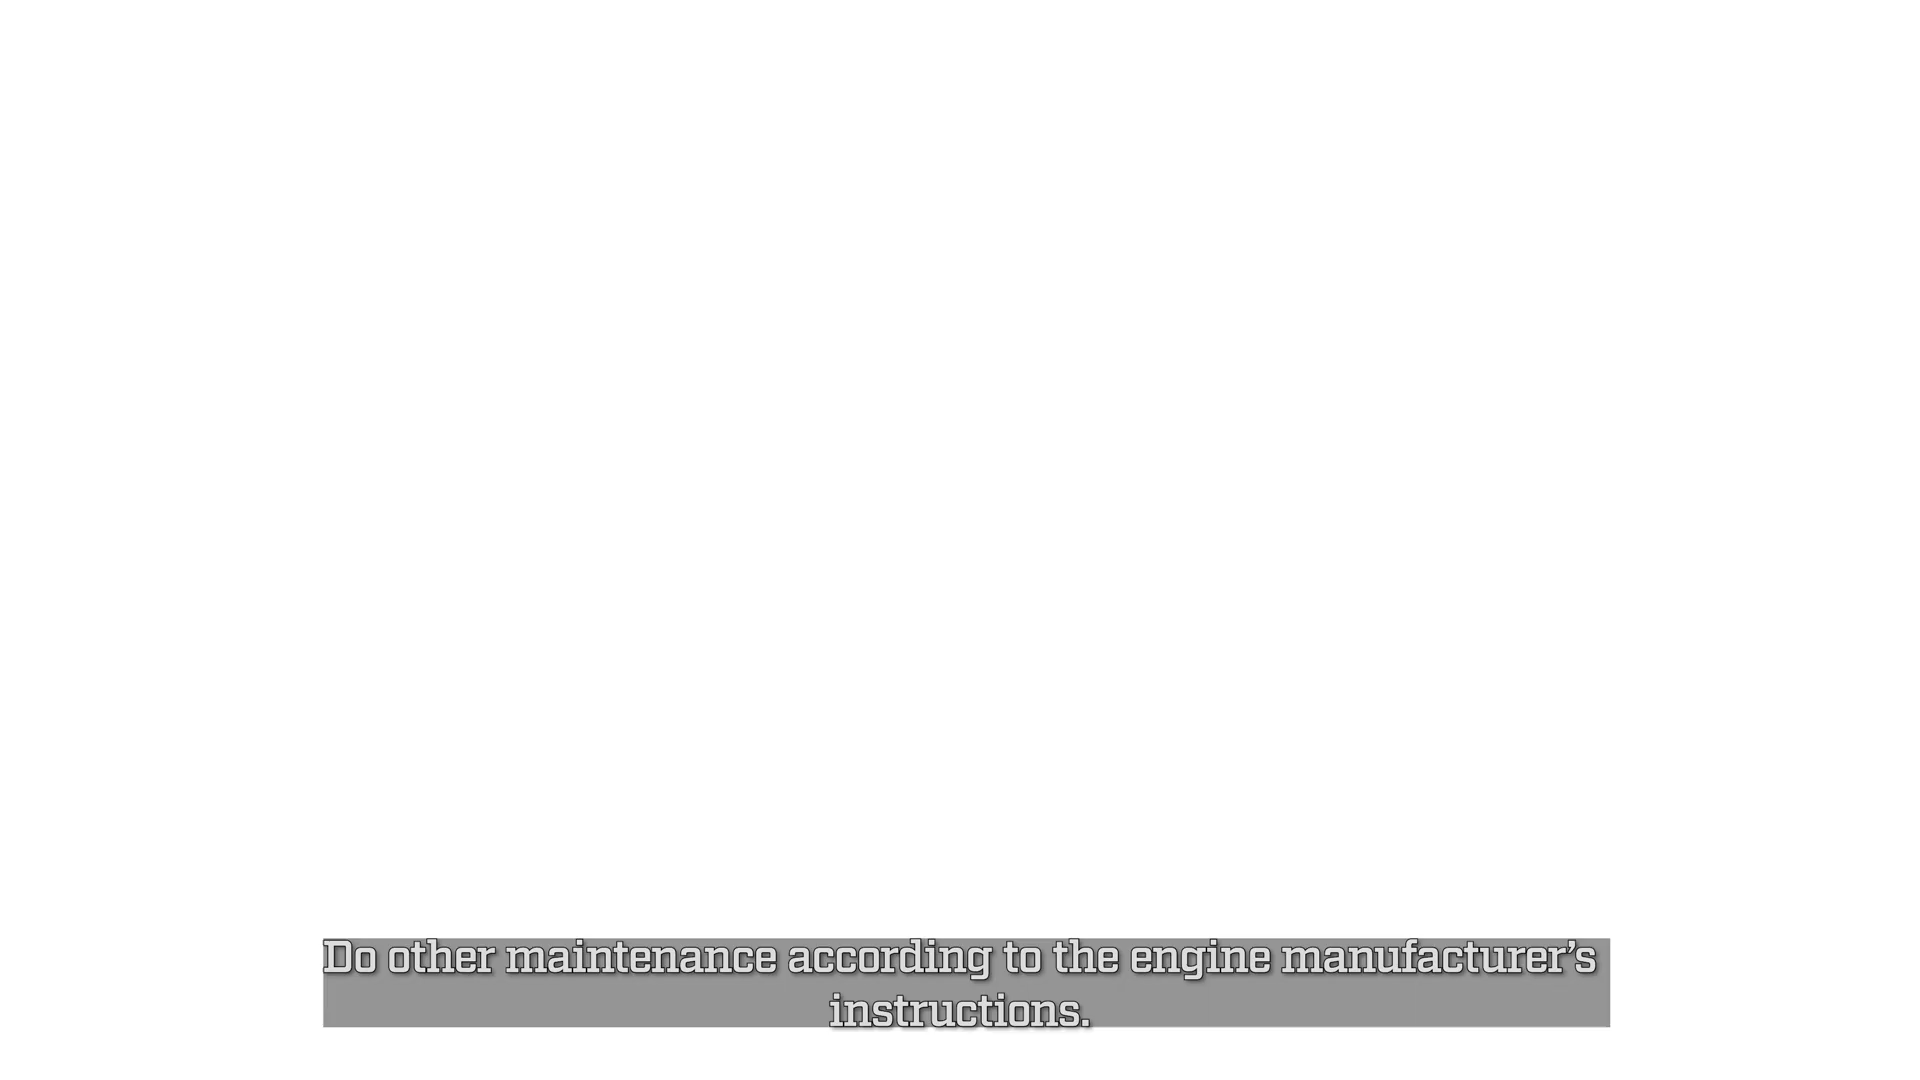 Do other maintenance according to the engine manufacturer’s
instructions.